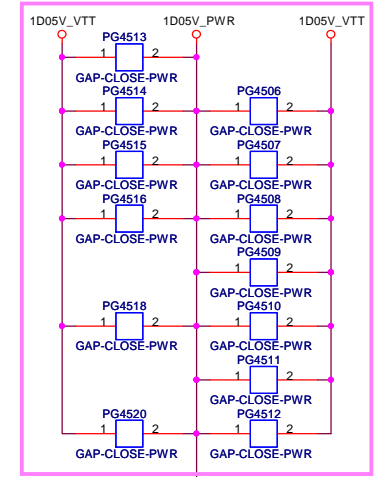 1D05V_VTT 1D05V_PWR 1D05V_VTT
PG4513
1 2
GAP-CLOSE-PWR
PG4514 PG4506
1 2 1 2
GAP-CLOSE-PWR GAP-CLOSE-PWR
PG4515 PG4507
1 2 1 2
GAP-CLOSE-PWR GAP-CLOSE-PWR
PG4516 PG4508
1 2 1 2
GAP-CLOSE-PWR GAP-CLOSE-PWR
PG4509
1 2
GAP-CLOSE-PWR
PG4518 PG4510
1 2 1 2
GAP-CLOSE-PWR GAP-CLOSE-PWR
PG4511
1 2
GAP-CLOSE-PWR
PG4520 PG4512
1 2 1 2
GAP-CLOSE-PWR GAP-CLOSE-PWR